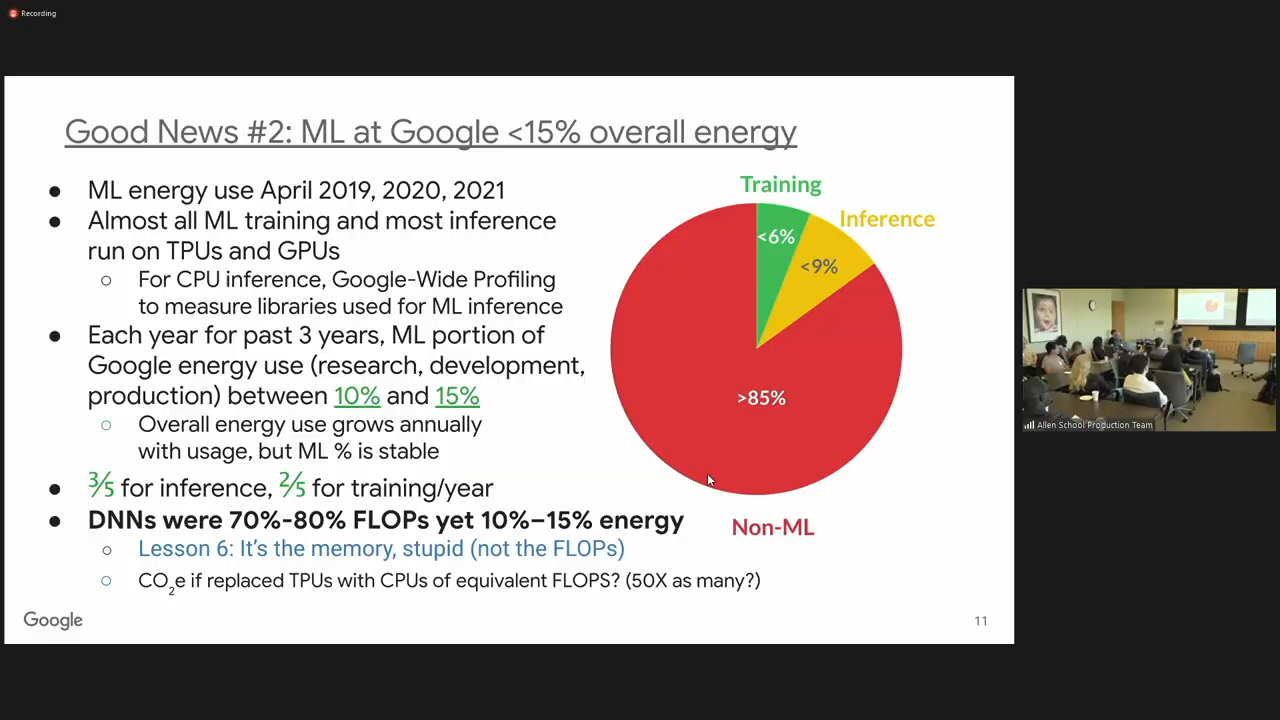 Recording
Good News #2: ML at Google <15% overall energy
● ML energy use April 2019, 2020, 2021
● Almost all ML training and most inference
run on TPUs and GPUs
○ For CPU inference, Google-Wide Profiling
to measure libraries used for ML inference
● Each year for past 3 years, ML portion of
Google energy use (research, development,
production) between 10% and 15%
○ Overall energy use grows annually
with usage, but ML % is stable
● ⅗ for inference, ⅖ for training/year
● DNNs were 70%-80% FLOPs yet 10%–15% energy
○ Lesson 6: It's the memory, stupid (not the FLOPs)
○ CO₂e if replaced TPUs with CPUs of equivalent FLOPS? (50X as many?)
Training
Inference
<6%
<9%
>85%
Non-ML
Google
11
Allen School Production Team